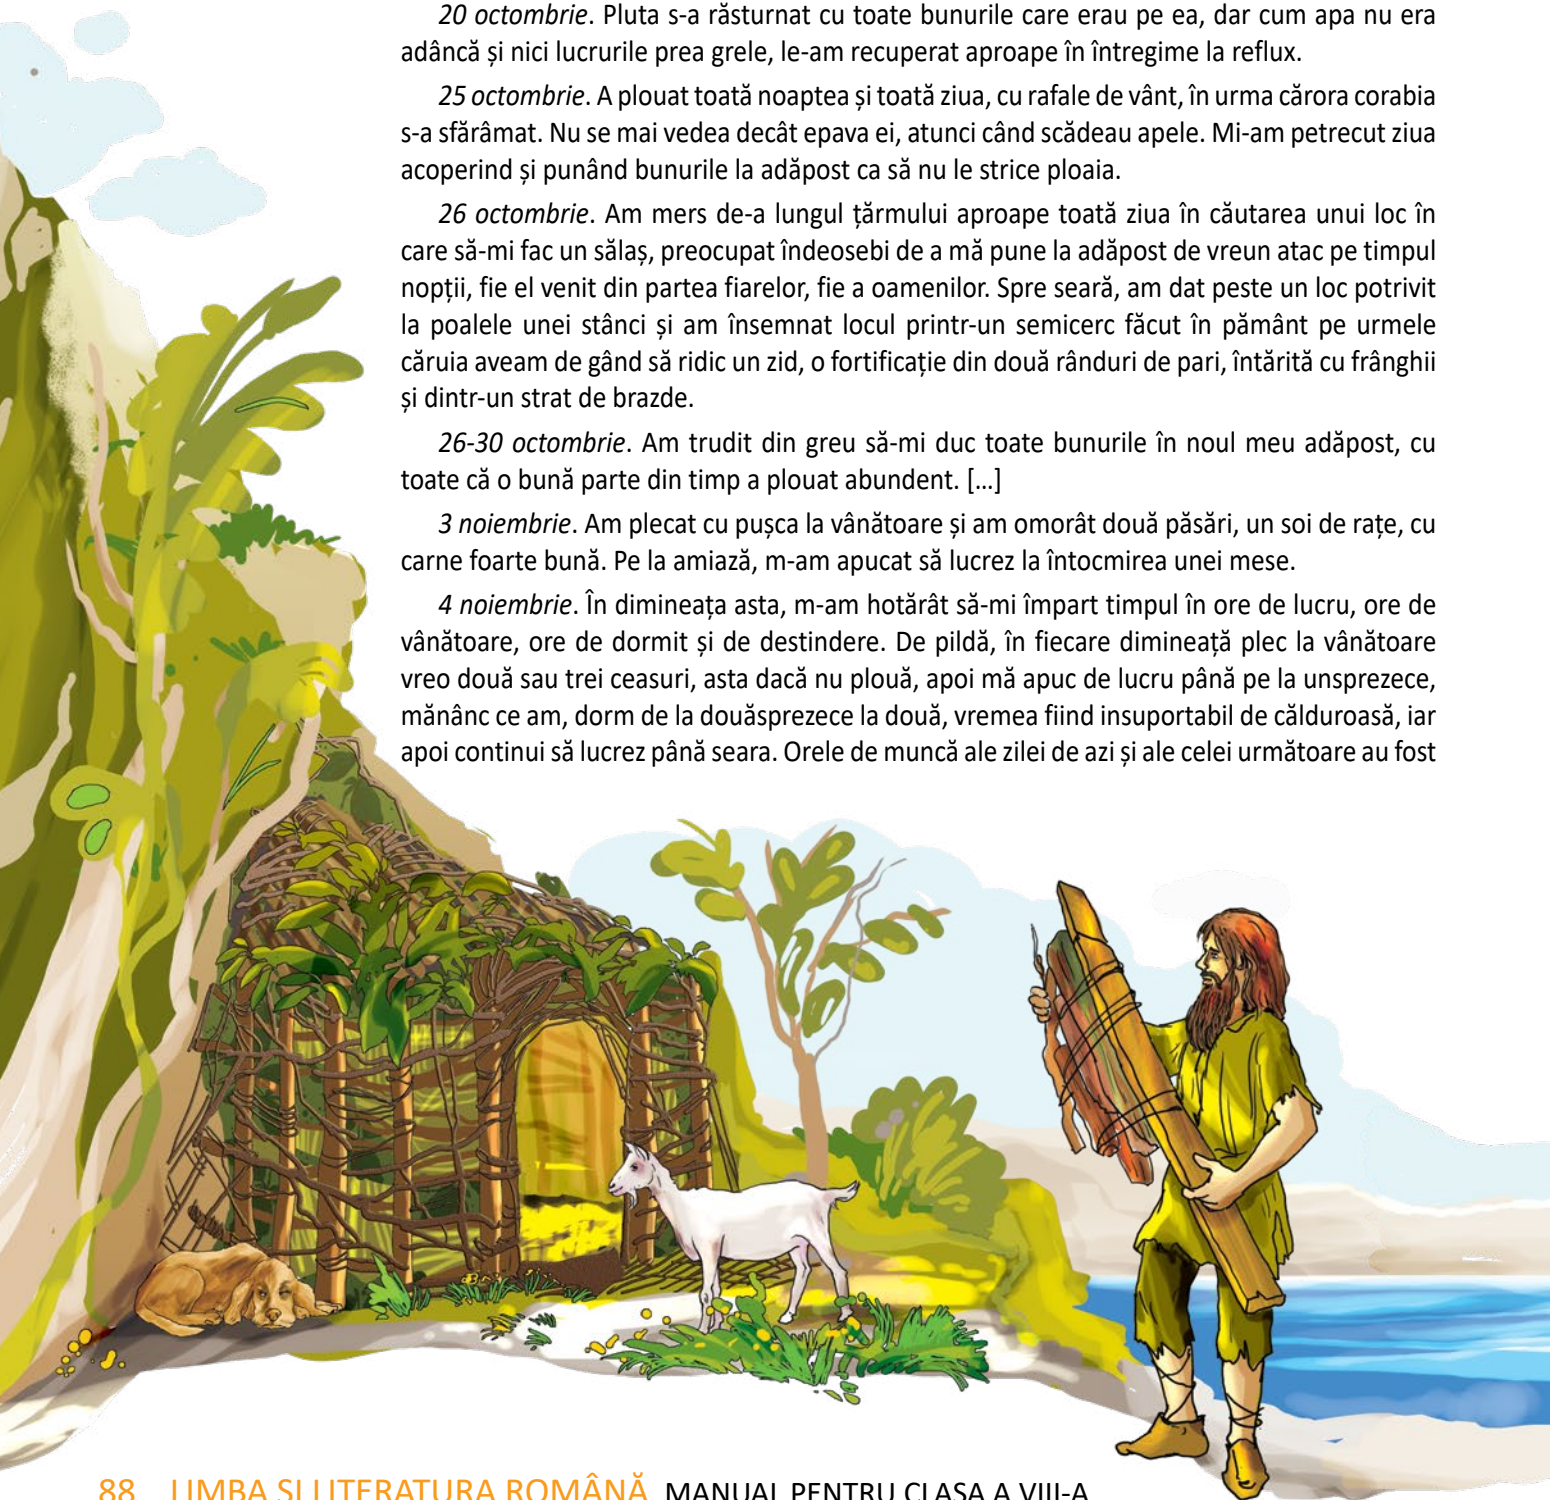 20 octombrie. Pluta s-a răsturnat cu toate bunurile care erau pe ea, dar cum apa nu era
adâncă și nici lucrurile prea grele, le-am recuperat aproape în întregime la reflux.
25 octombrie. A plouat toată noaptea și toată ziua, cu rafale de vânt, în urma cărora corabia
s-a sfărâmat. Nu se mai vedea decât epava ei, atunci când scădeau apele. Mi-am petrecut ziua
acoperind și punând bunurile la adăpost ca să nu le strice ploaia.
26 octombrie. Am mers de-a lungul țărmului aproape toată ziua în căutarea unui loc în
care să-mi fac un sălaș, preocupat îndeosebi de a mă pune la adăpost de vreun atac pe timpul
nopții, fie el venit din partea fiarelor, fie a oamenilor. Spre seară, am dat peste un loc potrivit
la poalele unei stânci și am însemnat locul printr-un semicerc făcut în pământ pe urmele
căruia aveam de gând să ridic un zid, o fortificație din două rânduri de pari, întărită cu frânghii
și dintr-un strat de brazde.
26-30 octombrie. Am trudit din greu să-mi duc toate bunurile în noul meu adăpost, cu
toate că o bună parte din timp a plouat abundent. [...]
3 noiembrie. Am plecat cu pușca la vânătoare și am omorât două păsări, un soi de rațe, cu
carne foarte bună. Pe la amiază, m-am apucat să lucrez la întocmirea unei mese.
4 noiembrie. În dimineața asta, m-am hotărât să-mi împart timpul în ore de lucru, ore de
vânătoare, ore de dormit și de destindere. De pildă, în fiecare dimineață plec la vânătoare
vreo două sau trei ceasuri, asta dacă nu plouă, apoi mă apuc de lucru până pe la unsprezece,
mănânc ce am, dorm de la douăsprezece la două, vremea fiind insuportabil de călduroasă, iar
apoi continui să lucrez până seara. Orele de muncă ale zilei de azi și ale celei următoare au fost
88 LIMBA ȘI LITERATURA ROMÂNĂ MANUAL PENTRU CLASA A VIII-A